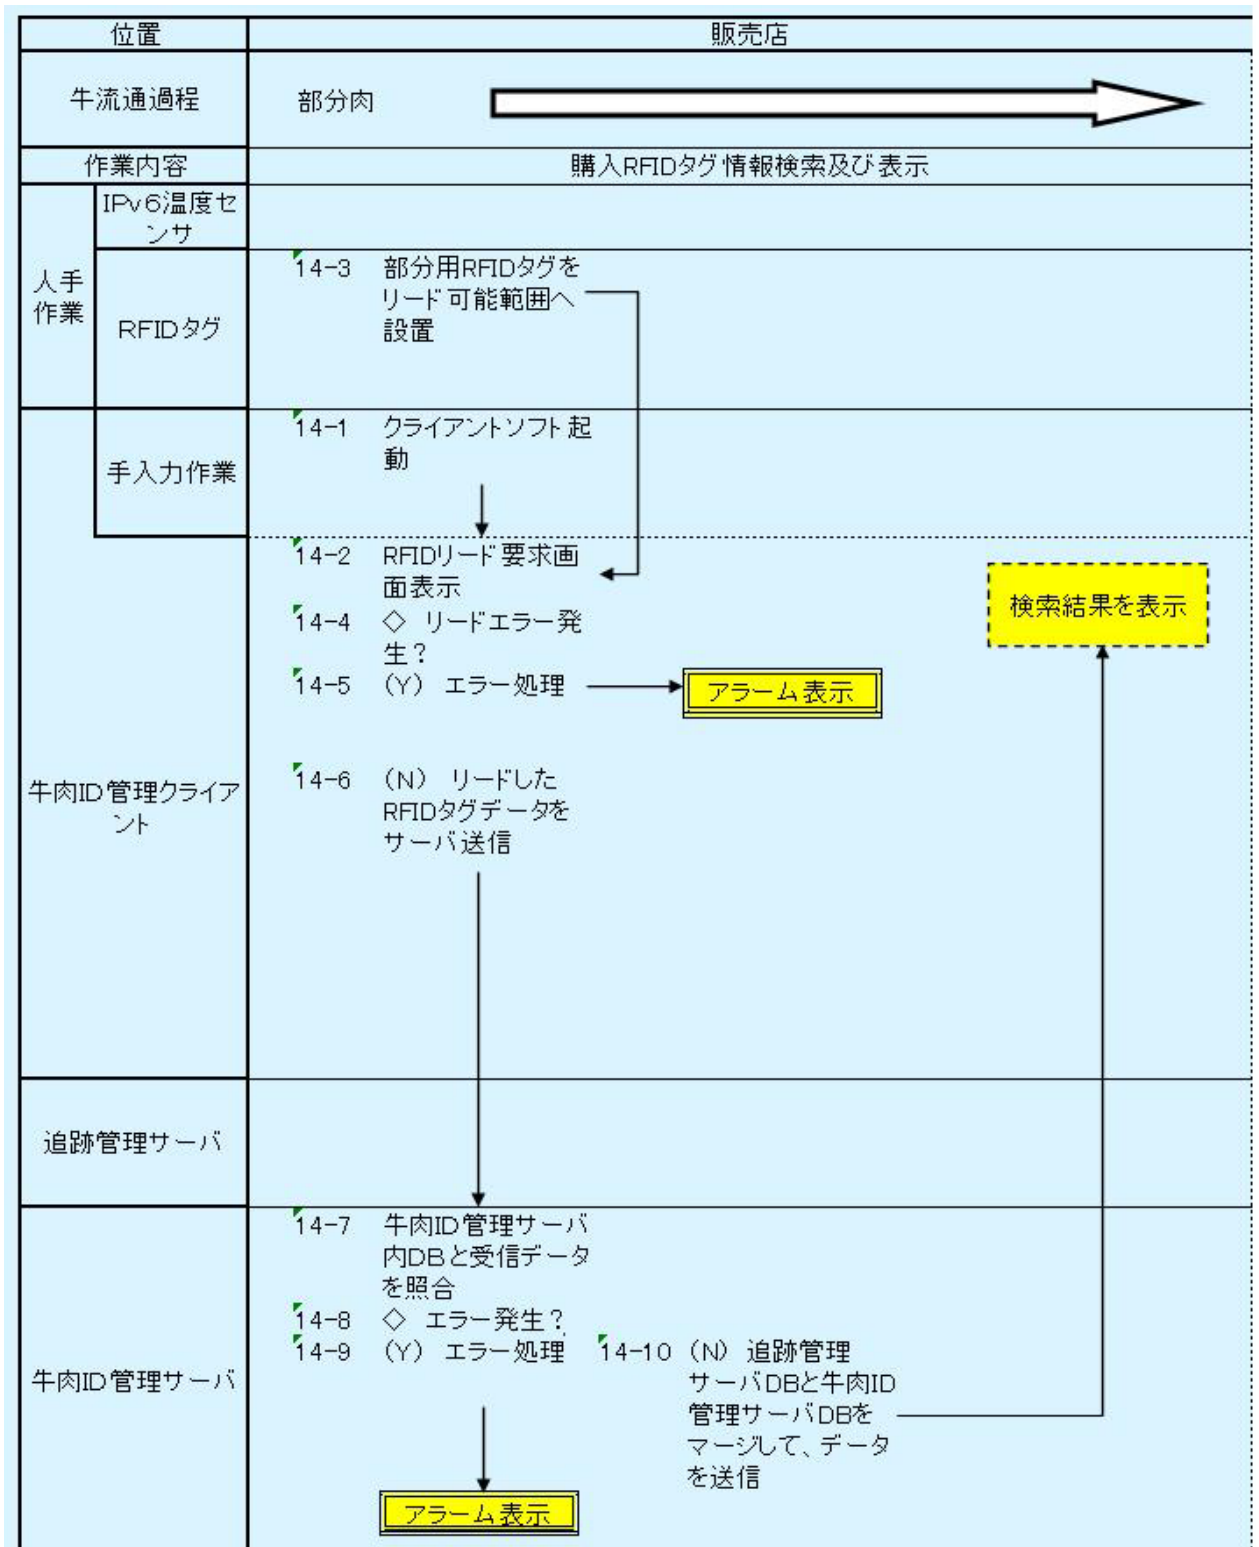 位置
販売店
牛流通過程
部分肉
作業内容
購入RFIDタグ情報検索及び表示
人手
作業
IPv6温度セ
ンサ
RFIDタグ
14-3 部分用RFIDタグを
リード可能範囲へ
設置
手入力作業
14-1 クライアントソフト起
動
牛肉ID管理クライア
ント
14-2 RFIDリード要求画
面表示
14-4 ◇ リードエラー発
生？
14-5 (Y) エラー処理
アラーム表示
検索結果を表示
14-6 (N) リードした
RFIDタグデータを
サーバ送信
追跡管理サーバ
牛肉ID管理サーバ
14-7 牛肉ID管理サーバ
内DBと受信データ
を照合
14-8 ◇ エラー発生？
14-9 (Y) エラー処理
アラーム表示
14-10 (N) 追跡管理
サーバDBと牛肉ID
管理サーバDBを
マージして、データ
を送信